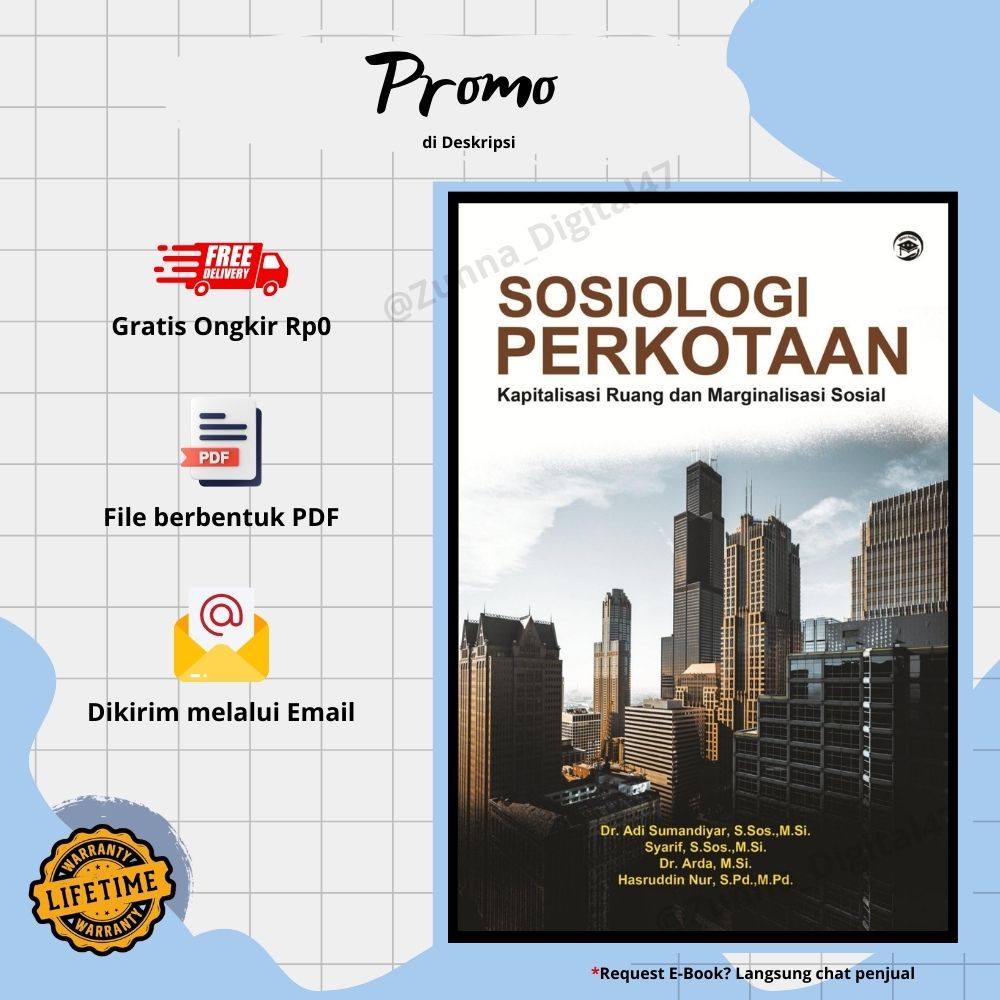 Promo
di Deskripsi
@Zunna_Digital47
FREE
DELIVERY
Gratis Ongkir Rp0
PDF
File berbentuk PDF
@
Dikirim melalui Email
WARRANTY
LIFETIME
WARRANTY
SOSIOLOGI
PERKOTAAN
Kapitalisasi Ruang dan Marginalisasi Sosial
Dr. Adi Sumandiyar, S.Sos.,M.Si.
Syarif, S.Sos.,M.Si.
Dr. Arda, M.Si.
Hasruddin Nur, S.Pd.,M.Pd.
@Zunna_Digital47
*Request E-Book? Langsung chat penjual